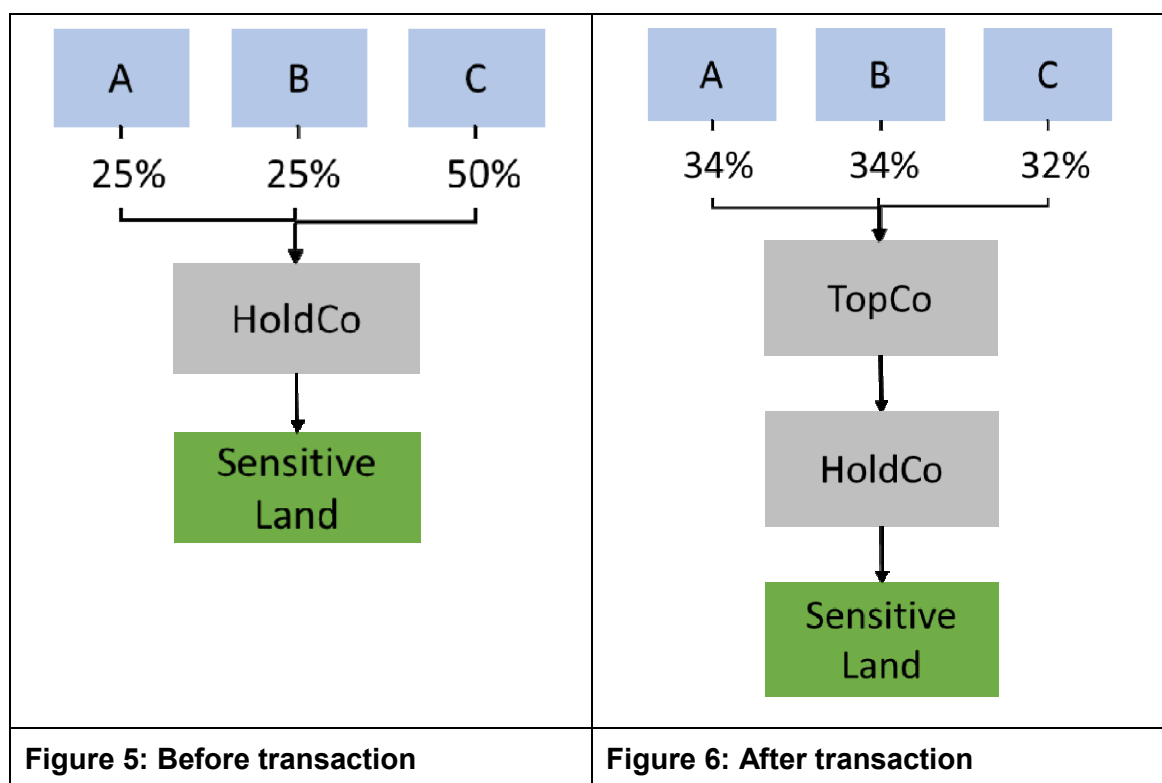 A B C
25% 25% 50%
HoldCo
Sensitive
Land
Figure 5: Before transaction
A B C
34% 34% 32%
TopCo
HoldCo
Sensitive
Land
Figure 6: After transaction